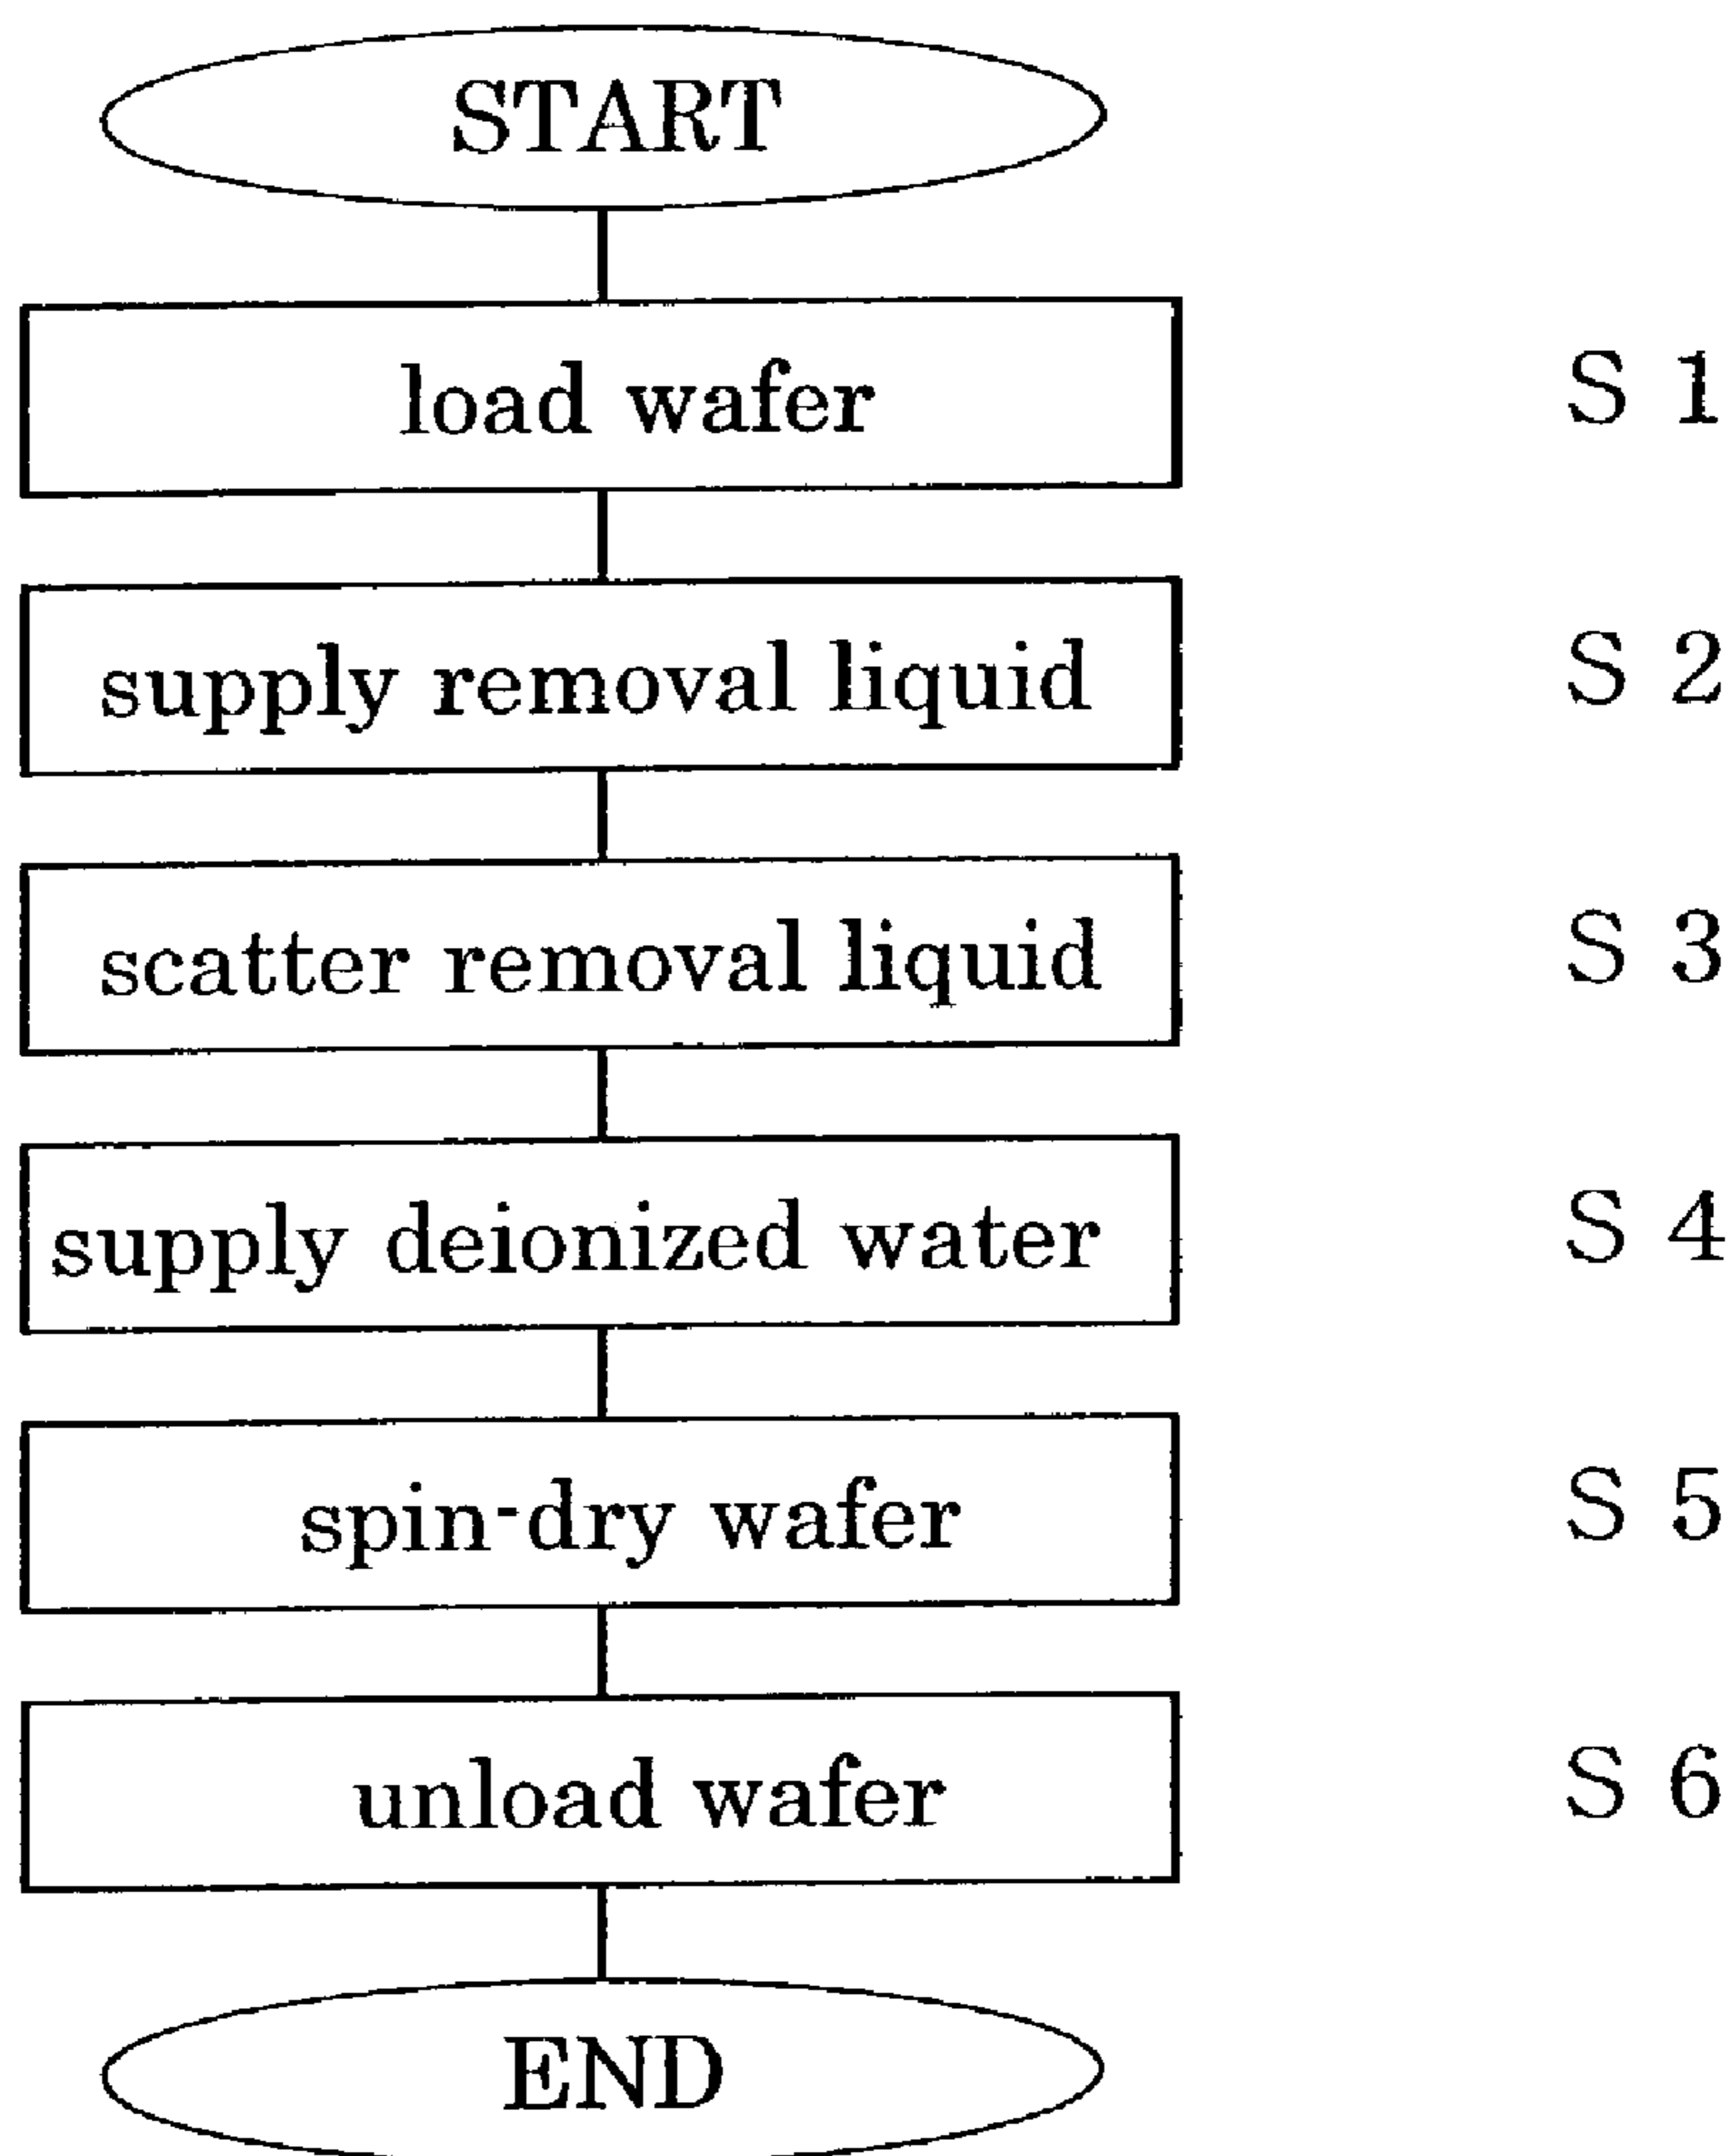 START
load wafer S 1
supply removal liquid S 2
scatter removal liquid S 3
supply deionized water S 4
spin-dry wafer S 5
unload wafer S 6
END